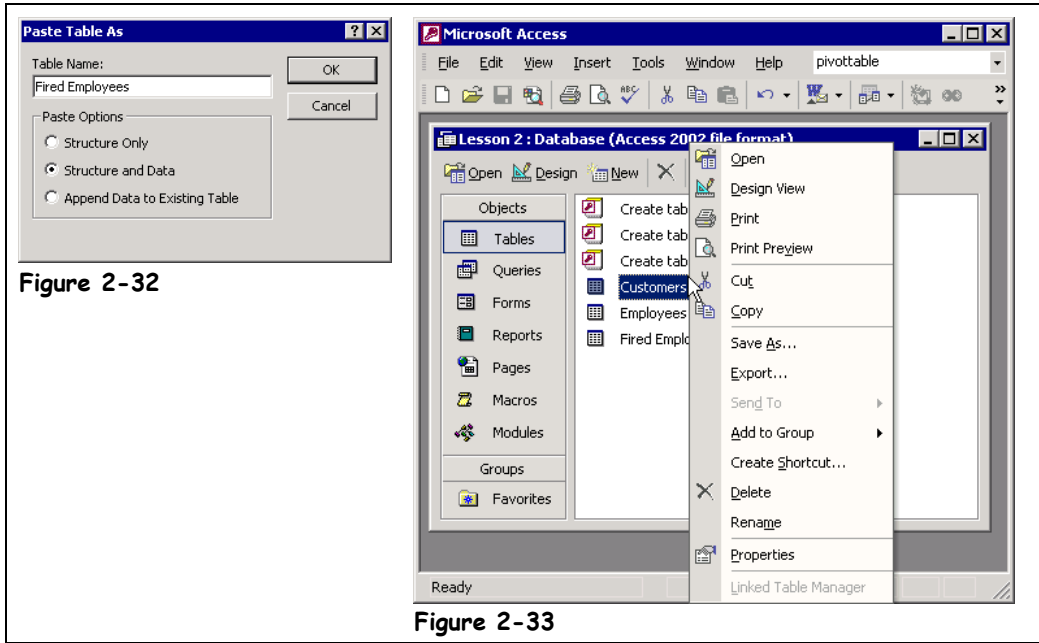 Paste Table As
Table Name:
Fired Employees
OK
Cancel
Paste Options
Structure Only
Structure and Data
Append Data to Existing Table
Figure 2-32
Microsoft Access
File Edit View Insert Tools Window Help pivottable
Lesson 2 : Database (Access 2002 file format)
Open Design New
Objects
Tables
Queries
Forms
Reports
Pages
Macros
Modules
Groups
Favorites
Create tab
Create tab
Create tab
Customers
Employees
Fired Emplo
Open
Design View
Print
Print Preview
Cut
Copy
Save As...
Export...
Send To
Add to Group
Create Shortcut...
Delete
Rename
Properties
Linked Table Manager
Ready
Figure 2-33